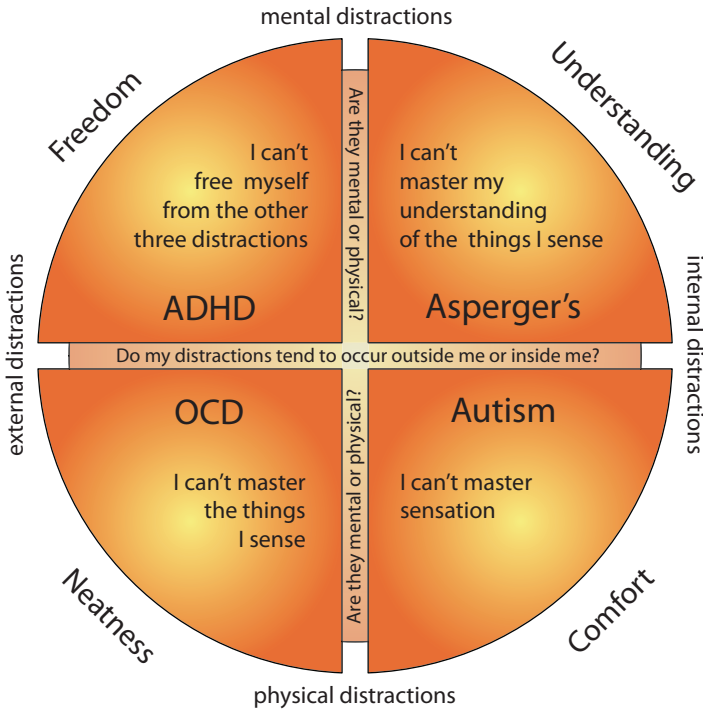 mental distractions
Freedom
Understanding
Are they mental or physical?
I can't
free myself
from the other
three distractions
ADHD
I can't
master my
understanding
of the things I sense
Asperger's
external distractions
internal distractions
Do my distractions tend to occur outside me or inside me?
OCD
I can't master
the things
I sense
Are they mental or physical?
Autism
I can't master
sensation
Neatness
Comfort
physical distractions